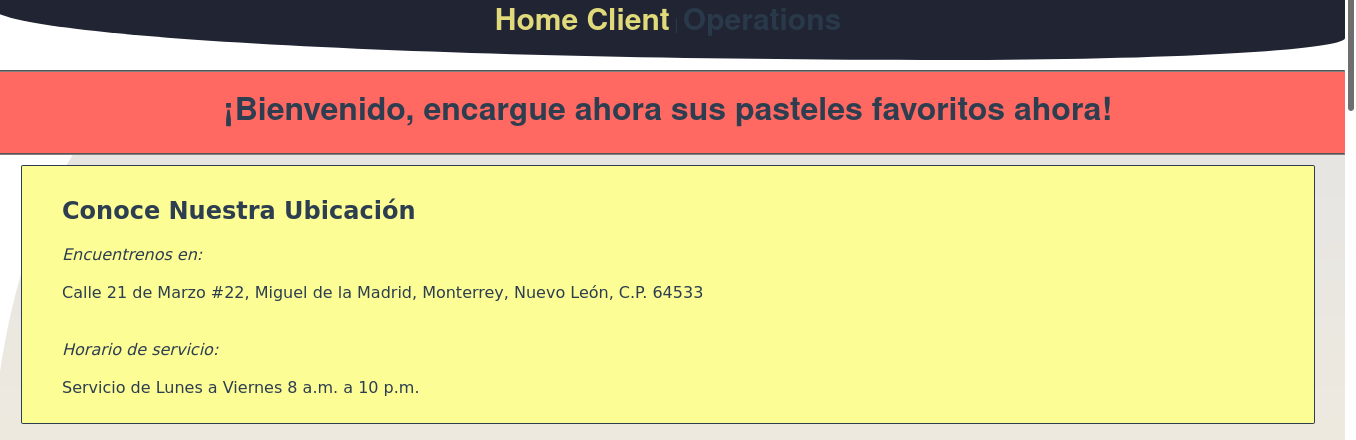 Home Client | Operations
¡Bienvenido, encargue ahora sus pasteles favoritos ahora!
Conoce Nuestra Ubicación
Encuentrenos en:
Calle 21 de Marzo #22, Miguel de la Madrid, Monterrey, Nuevo León, C.P. 64533
Horario de servicio:
Servicio de Lunes a Viernes 8 a.m. a 10 p.m.